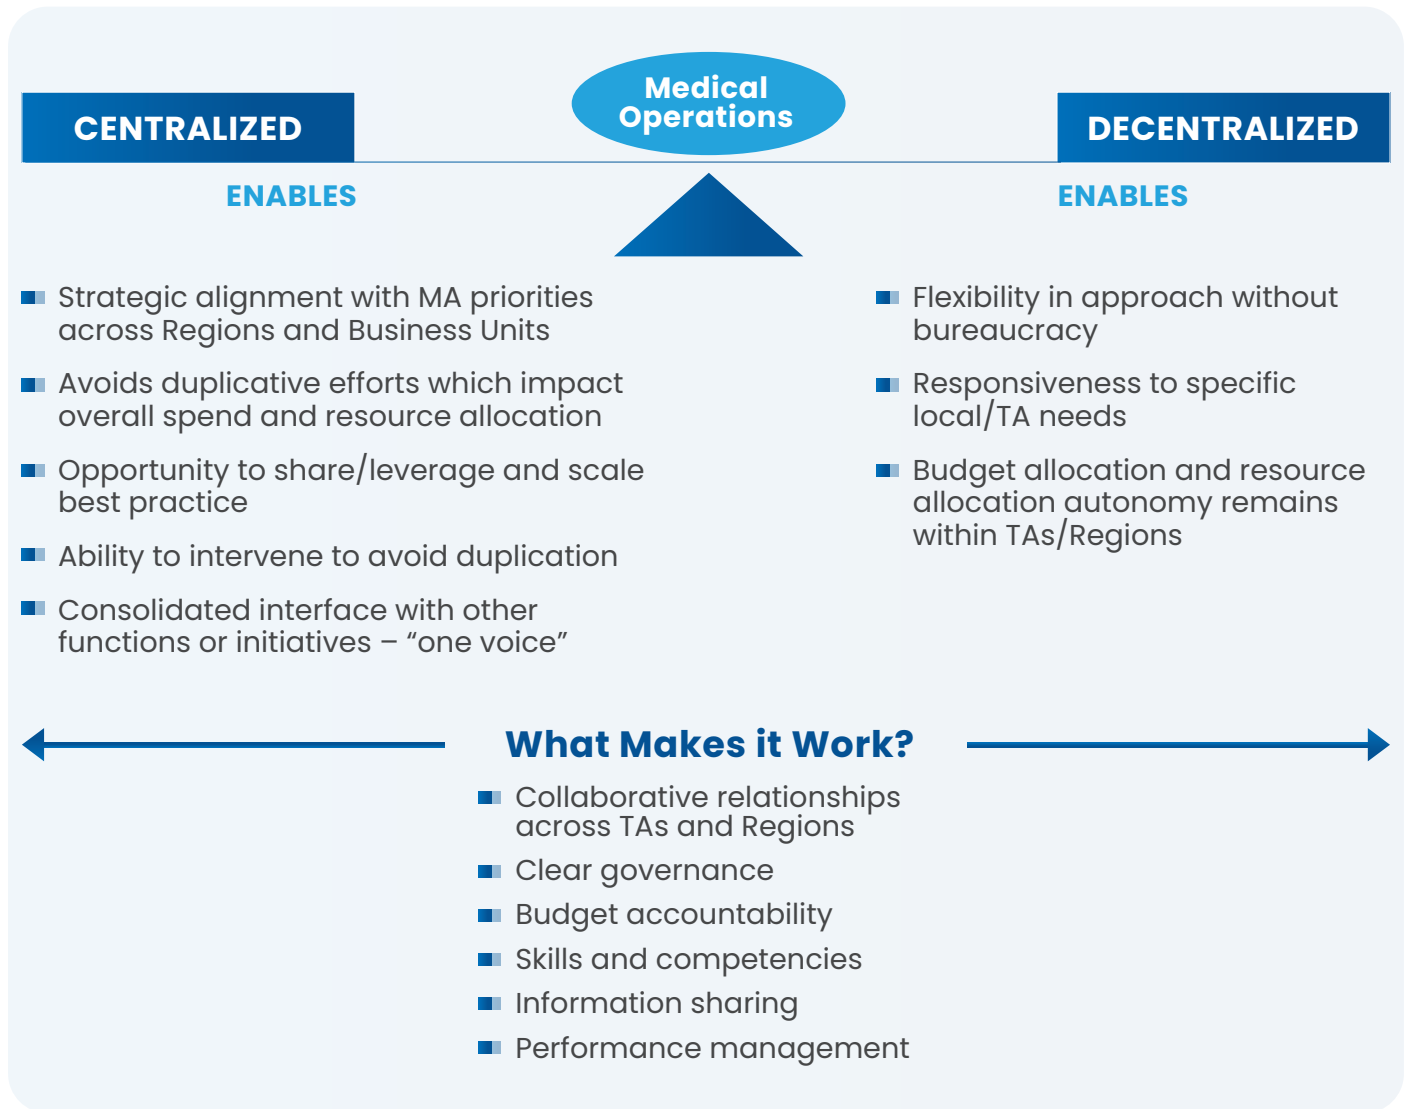 Medical
Operations
CENTRALIZED
DECENTRALIZED
ENABLES
ENABLES
Strategic alignment with MA priorities
across Regions and Business Units
Avoids duplicative efforts which impact
overall spend and resource allocation
Opportunity to share/leverage and scale
best practice
Ability to intervene to avoid duplication
Consolidated interface with other
functions or initiatives – “one voice”
Flexibility in approach without
bureaucracy
Responsiveness to specific
local/TA needs
Budget allocation and resource
allocation autonomy remains
within TAs/Regions
What Makes it Work?
Collaborative relationships
across TAs and Regions
Clear governance
Budget accountability
Skills and competencies
Information sharing
Performance management